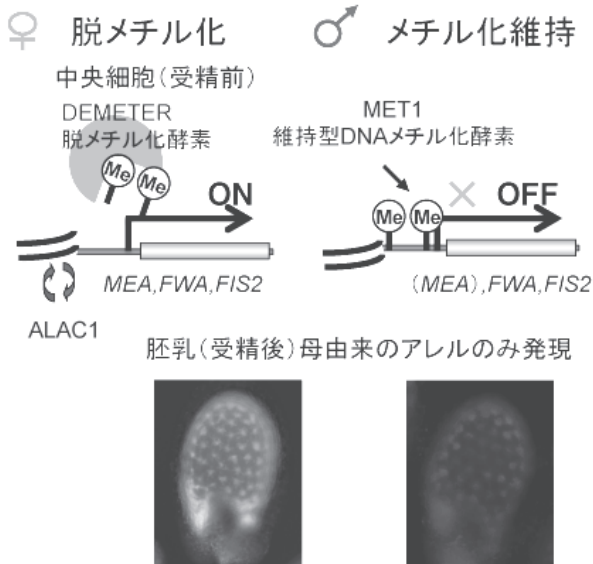 ♀ 脱メチル化
♂ メチル化維持
中央細胞(受精前)
DEMETER
脱メチル化酵素
Me
Me
ON
MEA,FWA,FIS2
ALAC1
MET1
維持型DNAメチル化酵素
Me
Me
× OFF
(MEA),FWA,FIS2
胚乳(受精後)母由来のアレルのみ発現